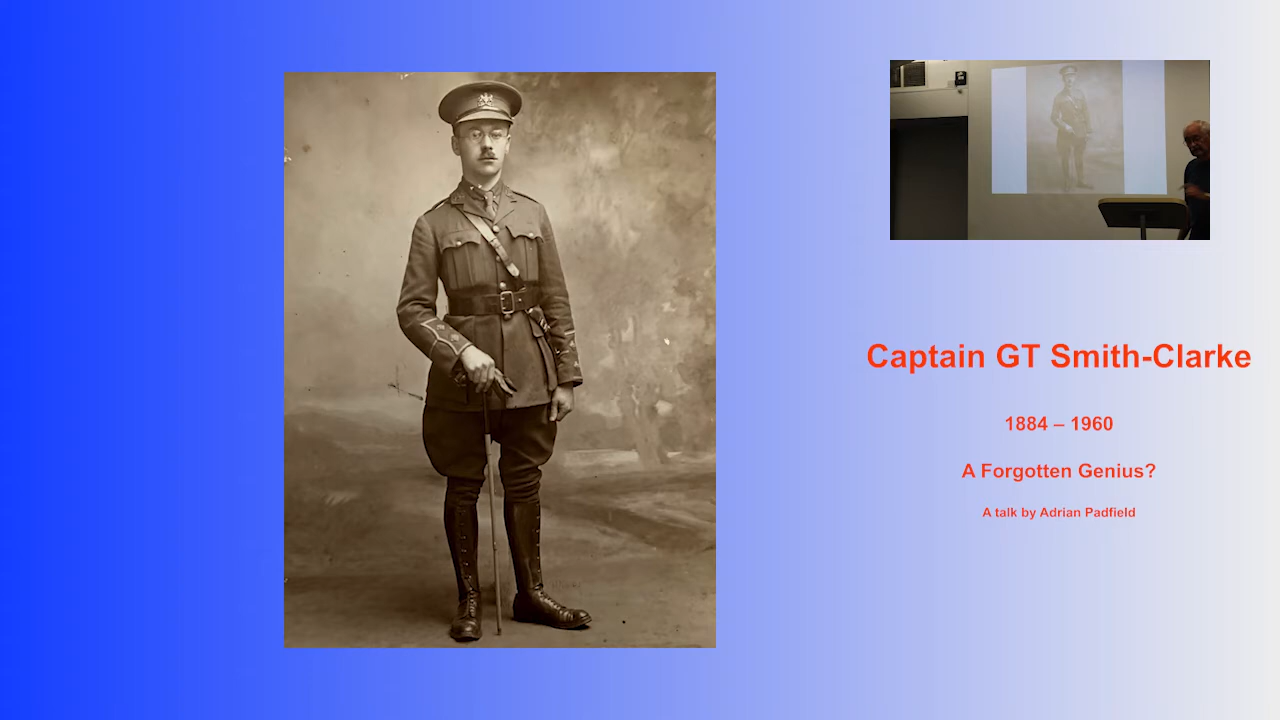 Captain GT Smith-Clarke
1884 – 1960
A Forgotten Genius?
A talk by Adrian Padfield